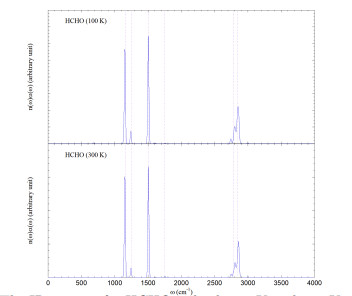 HCHO (100 K)
n(ω)α(ω) (arbitrary unit)
HCHO (300 K)
n(ω)α(ω) (arbitrary unit)
0 500 1000 1500 2000 2500 3000 3500 4000
ω (cm⁻¹)